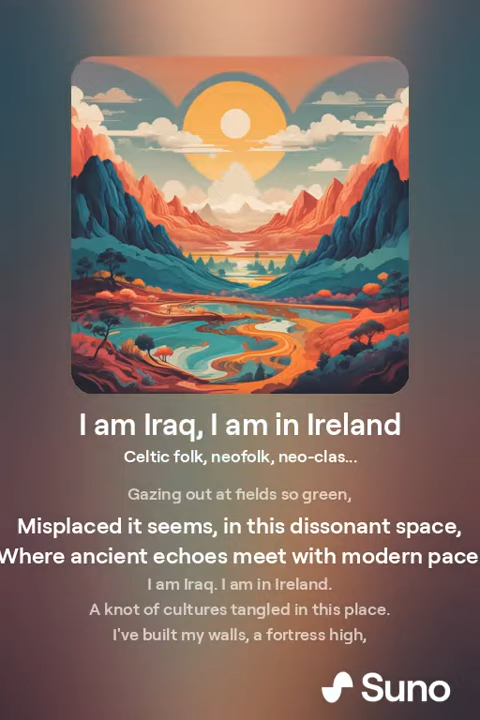 I am Iraq, I am in Ireland
Celtic folk, neofolk, neo-clas...
Gazing out at fields so green,
Misplaced it seems, in this dissonant space,
Where ancient echoes meet with modern pace
I am Iraq. I am in Ireland.
A knot of cultures tangled in this place.
I've built my walls, a fortress high,
Suno